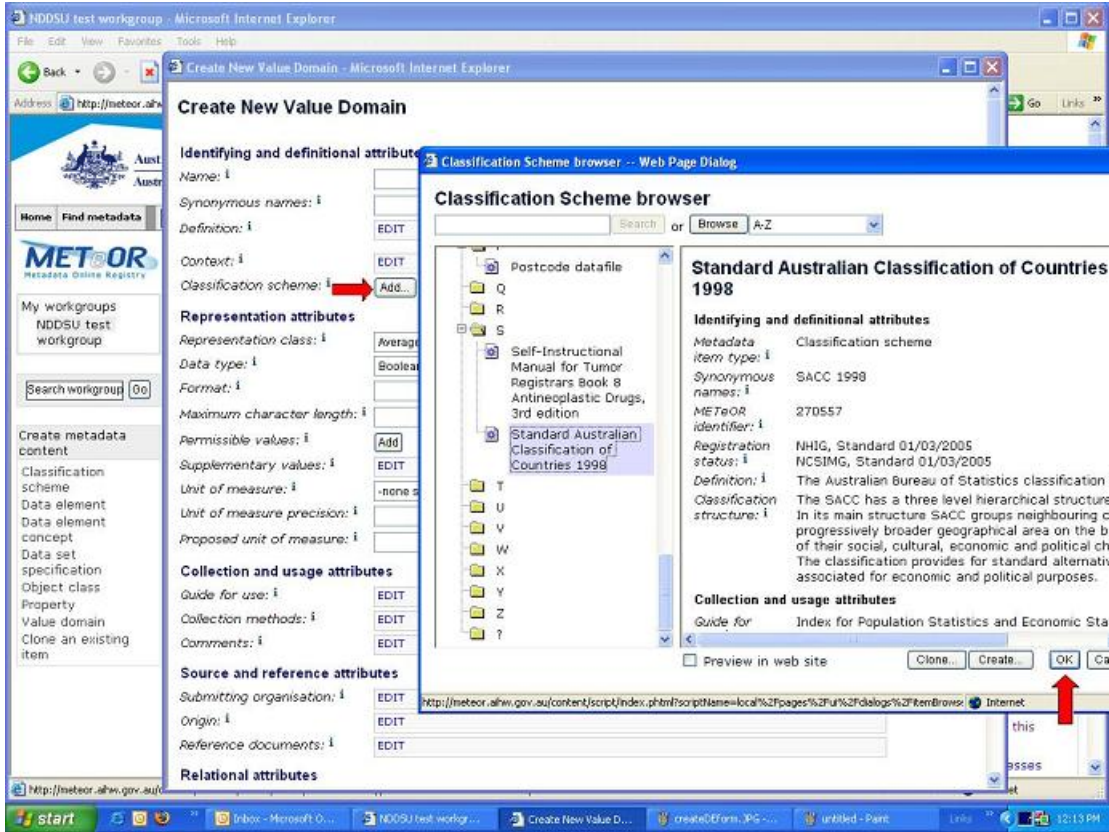 NDDSU test workgroup - Microsoft Internet Explorer
File Edit View Favorites Tools Help
Back
Address http://meteor.aihw
Go Links
Aust
Austr
Home Find metadata
METeOR
Metadata Online Registry
My workgroups
NDDSU test
workgroup
Search workgroup Go
Create metadata
content
Classification
scheme
Data element
Data element
concept
Data set
specification
Object class
Property
Value domain
Clone an existing
item
Create New Value Domain - Microsoft Internet Explorer
Create New Value Domain
Identifying and definitional attribute
Name: i
Synonymous names: i
Definition: i EDIT
Context: i EDIT
Classification scheme: i Add...
Representation attributes
Representation class: i Average
Data type: i Boolean
Format: i
Maximum character length: i
Permissible values: i Add
Supplementary values: i EDIT
Unit of measure: i -none s
Unit of measure precision: i
Proposed unit of measure: i
Collection and usage attributes
Guide for use: i EDIT
Collection methods: i EDIT
Comments: i EDIT
Source and reference attributes
Submitting organisation: i EDIT
Origin: i EDIT
Reference documents: i EDIT
Relational attributes
Classification Scheme browser -- Web Page Dialog
Classification Scheme browser
Search or Browse A-Z
Postcode datafile
Q
R
S
Self-Instructional
Manual for Tumor
Registrars Book 8
Antineoplastic Drugs,
3rd edition
Standard Australian
Classification of
Countries 1998
T
U
V
W
X
Y
Z
?
Standard Australian Classification of Countries
1998
Identifying and definitional attributes
Metadata item type: i Classification scheme
Synonymous names: i SACC 1998
METeOR identifier: i 270557
Registration status: i NHIG, Standard 01/03/2005
NCSIMG, Standard 01/03/2005
Definition: i The Australian Bureau of Statistics classification
Classification structure: i The SACC has a three level hierarchical structure
In its main structure SACC groups neighbouring c
progressively broader geographical area on the b
of their social, cultural, economic and political ch
The classification provides for standard alternativ
associated for economic and political purposes.
Collection and usage attributes
Guide for Index for Population Statistics and Economic Sta
Preview in web site Clone... Create... OK Ca
http://meteor.aihw.gov.au/content/script/index.phtml?scriptName=local%2Fpages%2Fui%2Fdialogs%2FitemBrowse Internet
this
asses
et
http://meteor.aihw.gov.au/c
start Inbox - Microsoft O... NDDSU test workgr... Create New Value D... createDEform.JPG -... untitled - Paint Links 12:13 PM